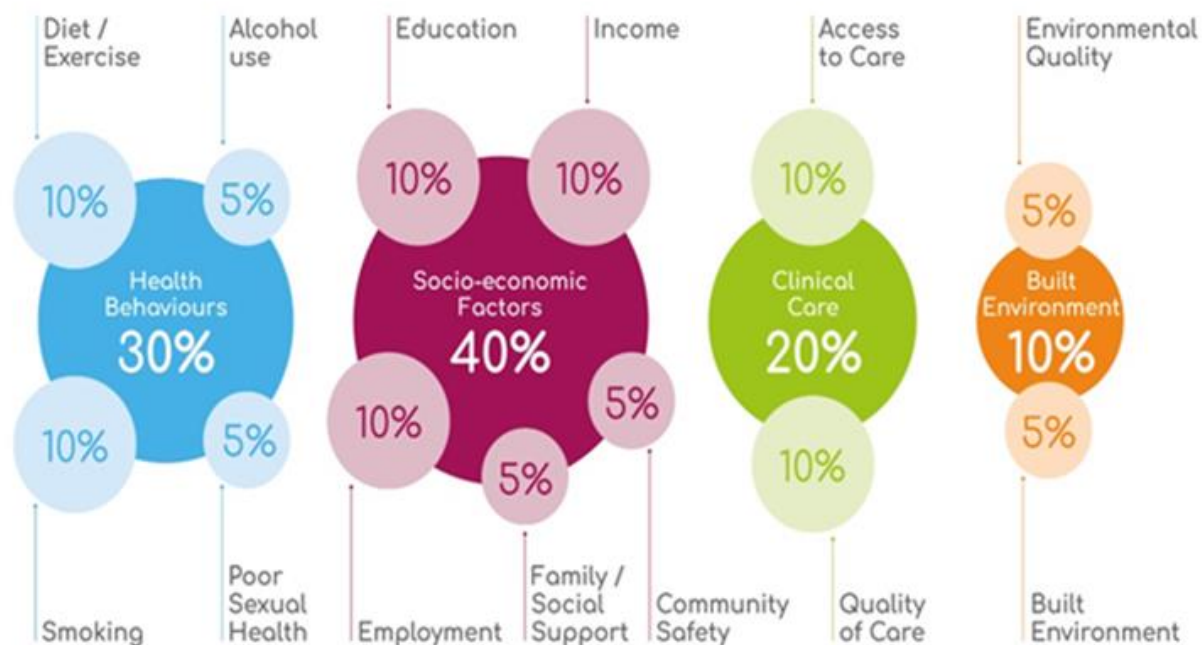 Diet /
Exercise
Alcohol
use
Education
Income
Access
to Care
Environmental
Quality
10%
5%
10%
10%
10%
5%
Health
Behaviours
30%
Socio-economic
Factors
40%
Clinical
Care
20%
Built
Environment
10%
10%
5%
10%
5%
5%
10%
5%
Smoking
Poor
Sexual
Health
Employment
Family /
Social
Support
Community
Safety
Quality
of Care
Built
Environment